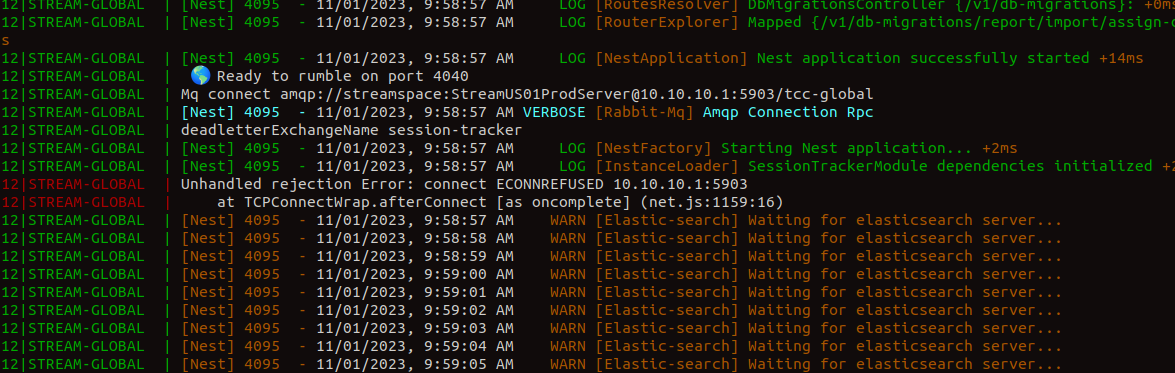 12|STREAM-GLOBAL | [Nest] 4095 - 11/01/2023, 9:58:57 AM LOG [RoutesResolver] DbMigrationsController {/v1/db-migrations}: +0ms
12|STREAM-GLOBAL | [Nest] 4095 - 11/01/2023, 9:58:57 AM LOG [RouterExplorer] Mapped {/v1/db-migrations/report/import/assign-
s
12|STREAM-GLOBAL | [Nest] 4095 - 11/01/2023, 9:58:57 AM LOG [NestApplication] Nest application successfully started +14ms
12|STREAM-GLOBAL | 🌎 Ready to rumble on port 4040
12|STREAM-GLOBAL | Mq connect amqp://streamspace:StreamUS01ProdServer@10.10.10.1:5903/tcc-global
12|STREAM-GLOBAL | [Nest] 4095 - 11/01/2023, 9:58:57 AM VERBOSE [Rabbit-Mq] Amqp Connection Rpc
12|STREAM-GLOBAL | deadletterExchangeName session-tracker
12|STREAM-GLOBAL | [Nest] 4095 - 11/01/2023, 9:58:57 AM LOG [NestFactory] Starting Nest application... +2ms
12|STREAM-GLOBAL | [Nest] 4095 - 11/01/2023, 9:58:57 AM LOG [InstanceLoader] SessionTrackerModule dependencies initialized +2
12|STREAM-GLOBAL | Unhandled rejection Error: connect ECONNREFUSED 10.10.10.1:5903
12|STREAM-GLOBAL | at TCPConnectWrap.afterConnect [as oncomplete] (net.js:1159:16)
12|STREAM-GLOBAL | [Nest] 4095 - 11/01/2023, 9:58:57 AM WARN [Elastic-search] Waiting for elasticsearch server...
12|STREAM-GLOBAL | [Nest] 4095 - 11/01/2023, 9:58:58 AM WARN [Elastic-search] Waiting for elasticsearch server...
12|STREAM-GLOBAL | [Nest] 4095 - 11/01/2023, 9:58:59 AM WARN [Elastic-search] Waiting for elasticsearch server...
12|STREAM-GLOBAL | [Nest] 4095 - 11/01/2023, 9:59:00 AM WARN [Elastic-search] Waiting for elasticsearch server...
12|STREAM-GLOBAL | [Nest] 4095 - 11/01/2023, 9:59:01 AM WARN [Elastic-search] Waiting for elasticsearch server...
12|STREAM-GLOBAL | [Nest] 4095 - 11/01/2023, 9:59:02 AM WARN [Elastic-search] Waiting for elasticsearch server...
12|STREAM-GLOBAL | [Nest] 4095 - 11/01/2023, 9:59:03 AM WARN [Elastic-search] Waiting for elasticsearch server...
12|STREAM-GLOBAL | [Nest] 4095 - 11/01/2023, 9:59:04 AM WARN [Elastic-search] Waiting for elasticsearch server...
12|STREAM-GLOBAL | [Nest] 4095 - 11/01/2023, 9:59:05 AM WARN [Elastic-search] Waiting for elasticsearch server...